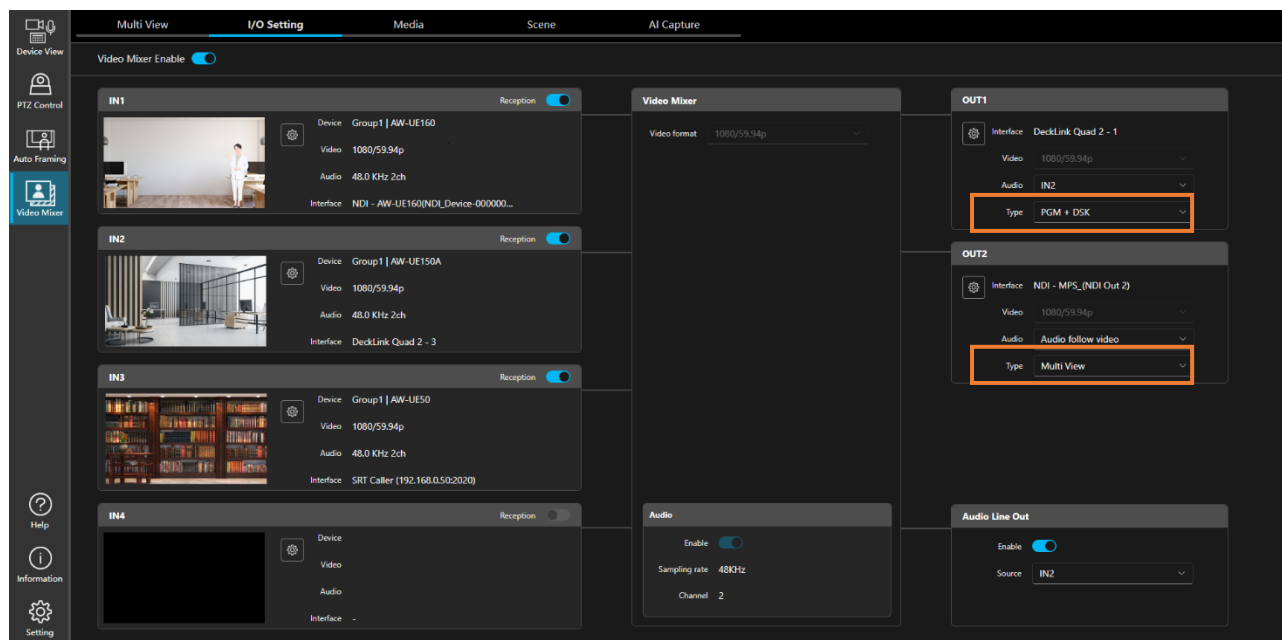 Multi View
I/O Setting
Media
Scene
AI Capture
Device View
PTZ Control
Auto Framing
Video Mixer
Help
Information
Setting
Video Mixer Enable
IN1
Reception
Device Group1 | AW-UE160
Video 1080/59.94p
Audio 48.0 KHz 2ch
Interface NDI - AW-UE160(NDI_Device-000000...
IN2
Reception
Device Group1 | AW-UE150A
Video 1080/59.94p
Audio 48.0 KHz 2ch
Interface DeckLink Quad 2 - 3
IN3
Reception
Device Group1 | AW-UE50
Video 1080/59.94p
Audio 48.0 KHz 2ch
Interface SRT Caller (192.168.0.50:2020)
IN4
Reception
Device
Video
Audio
Interface -
Video Mixer
Video format 1080/59.94p
Audio
Enable
Sampling rate 48KHz
Channel 2
OUT1
Interface DeckLink Quad 2 - 1
Video 1080/59.94p
Audio IN2
Type PGM + DSK
OUT2
Interface NDI - MPS_(NDI Out 2)
Video 1080/59.94p
Audio Audio follow video
Type Multi View
Audio Line Out
Enable
Source IN2